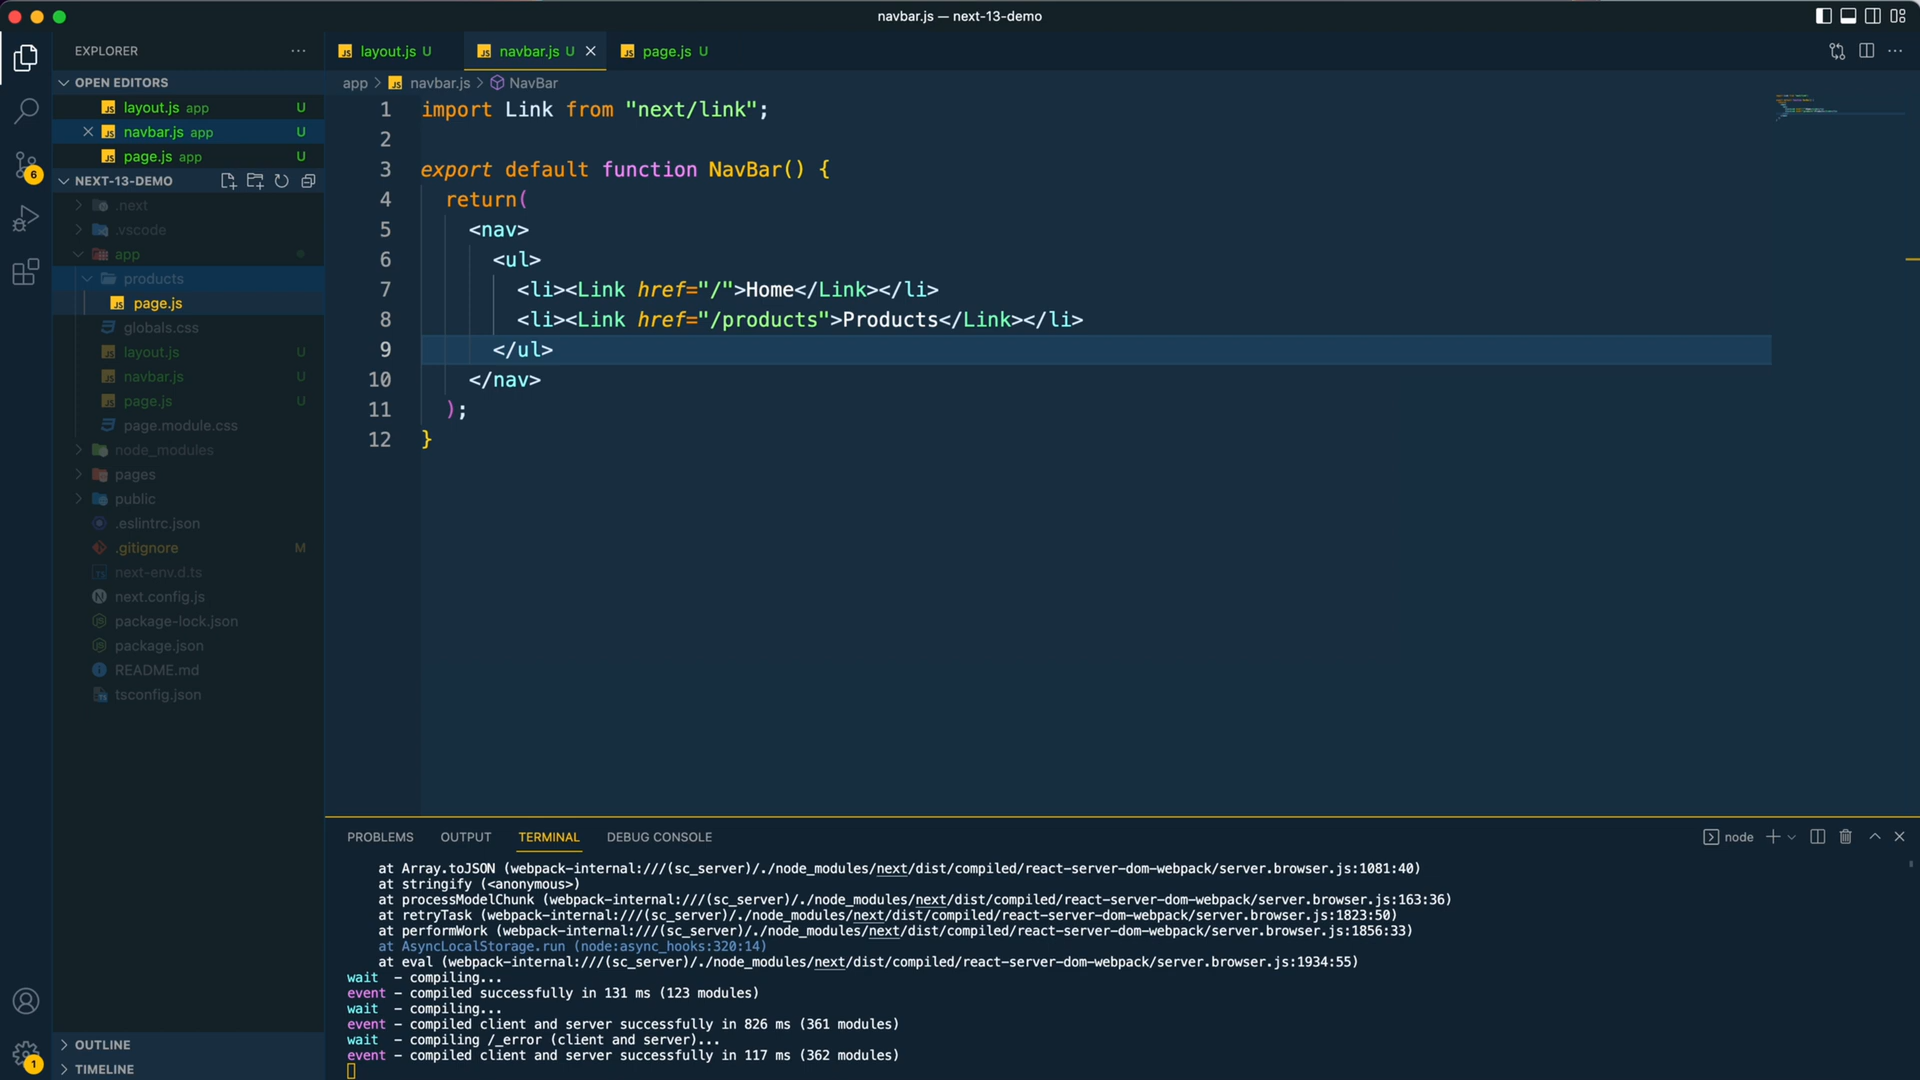 navbar.js — next-13-demo
EXPLORER
OPEN EDITORS
layout.js app U
navbar.js app U
page.js app U
NEXT-13-DEMO
.next
.vscode
app
products
page.js
globals.css
layout.js U
navbar.js U
page.js U
page.module.css
node_modules
pages
public
.eslintrc.json
.gitignore M
next-env.d.ts
next.config.js
package-lock.json
package.json
README.md
tsconfig.json
OUTLINE
TIMELINE
6
1
layout.js U navbar.js U page.js U
app > navbar.js > NavBar
1 import Link from "next/link";
2
3 export default function NavBar() {
4 return(
5 <nav>
6 <ul>
7 <li><Link href="/">Home</Link></li>
8 <li><Link href="/products">Products</Link></li>
9 </ul>
10 </nav>
11 );
12 }
PROBLEMS OUTPUT TERMINAL DEBUG CONSOLE node
at Array.toJSON (webpack-internal:///(sc_server)/./node_modules/next/dist/compiled/react-server-dom-webpack/server.browser.js:1081:40)
at stringify (<anonymous>)
at processModelChunk (webpack-internal:///(sc_server)/./node_modules/next/dist/compiled/react-server-dom-webpack/server.browser.js:163:36)
at retryTask (webpack-internal:///(sc_server)/./node_modules/next/dist/compiled/react-server-dom-webpack/server.browser.js:1823:50)
at performWork (webpack-internal:///(sc_server)/./node_modules/next/dist/compiled/react-server-dom-webpack/server.browser.js:1856:33)
at AsyncLocalStorage.run (node:async_hooks:320:14)
at eval (webpack-internal:///(sc_server)/./node_modules/next/dist/compiled/react-server-dom-webpack/server.browser.js:1934:55)
wait - compiling...
event - compiled successfully in 131 ms (123 modules)
wait - compiling...
event - compiled client and server successfully in 826 ms (361 modules)
wait - compiling /_error (client and server)...
event - compiled client and server successfully in 117 ms (362 modules)